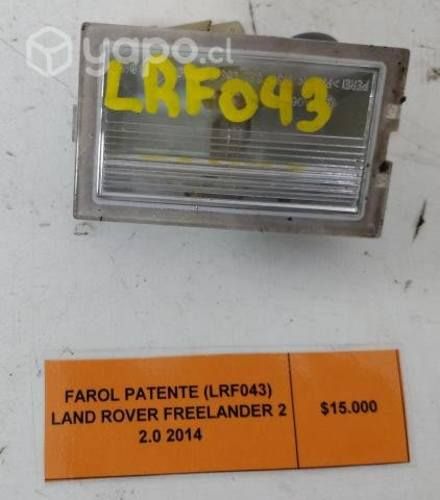 yapo.cl
LRF043
FAROL PATENTE (LRF043)
LAND ROVER FREELANDER 2
2.0 2014
$15.000